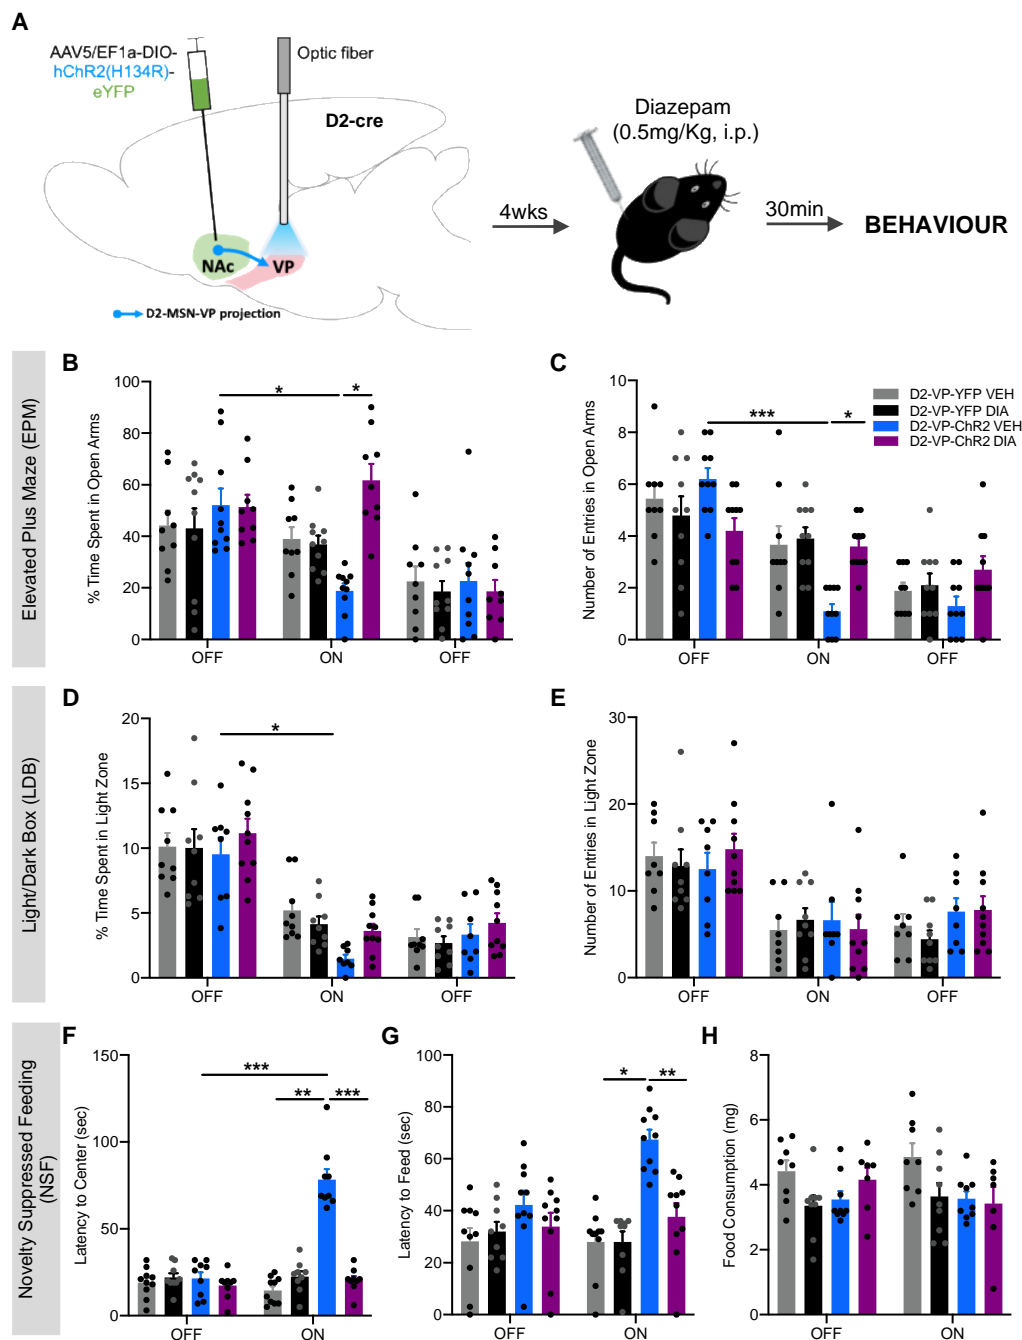 A
AAV5/EF1a-DIO-
hChR2(H134R)-
eYFP
Optic fiber
D2-cre
NAc
VP
D2-MSN-VP projection
4wks
Diazepam
(0.5mg/Kg, i.p.)
30min
BEHAVIOUR
Elevated Plus Maze (EPM)
B
% Time Spent in Open Arms
100
80
60
40
20
0
*
*
OFF
ON
OFF
C
Number of Entries in Open Arms
10
8
6
4
2
0
***
*
D2-VP-YFP VEH
D2-VP-YFP DIA
D2-VP-ChR2 VEH
D2-VP-ChR2 DIA
OFF
ON
OFF
Light/Dark Box (LDB)
D
% Time Spent in Light Zone
20
15
10
5
0
*
OFF
ON
OFF
E
Number of Entries in Light Zone
30
20
10
0
OFF
ON
OFF
Novelty Suppressed Feeding
(NSF)
F
Latency to Center (sec)
150
100
50
0
***
**
***
OFF
ON
G
Latency to Feed (sec)
100
80
60
40
20
0
*
**
OFF
ON
H
Food Consumption (mg)
8
6
4
2
0
OFF
ON